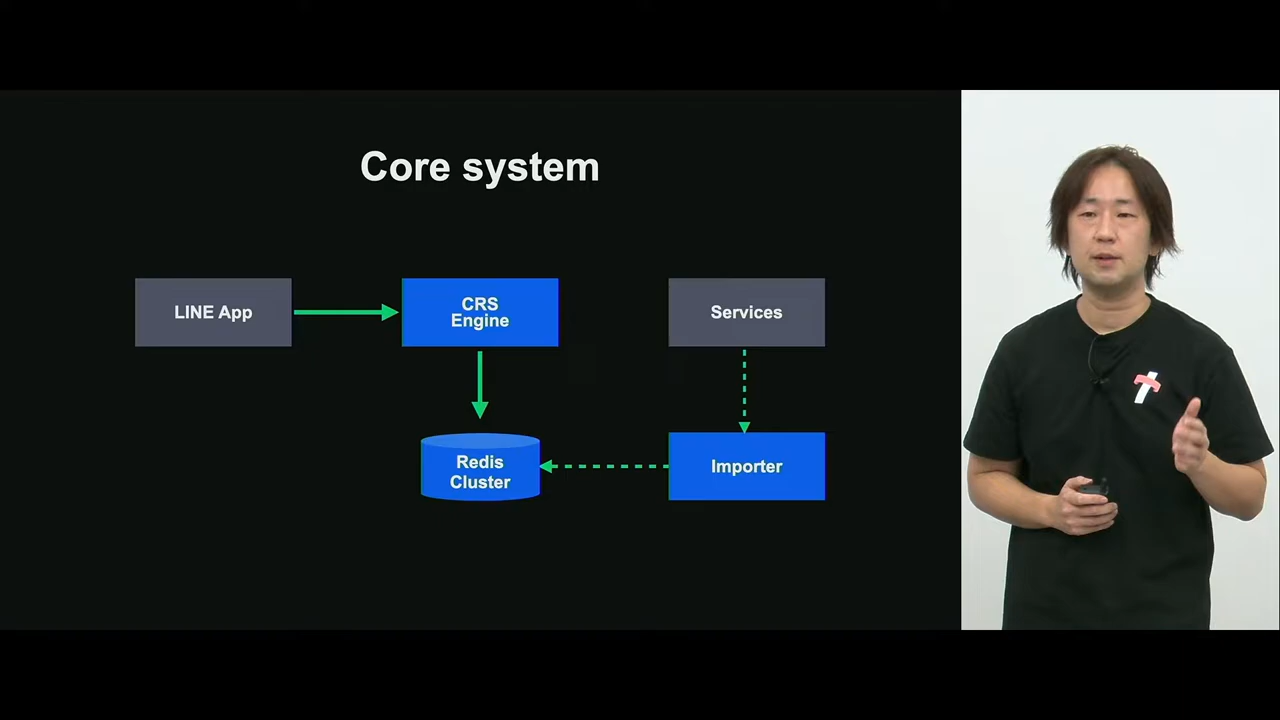 Core system
LINE App
CRS
Engine
Services
Redis
Cluster
Importer